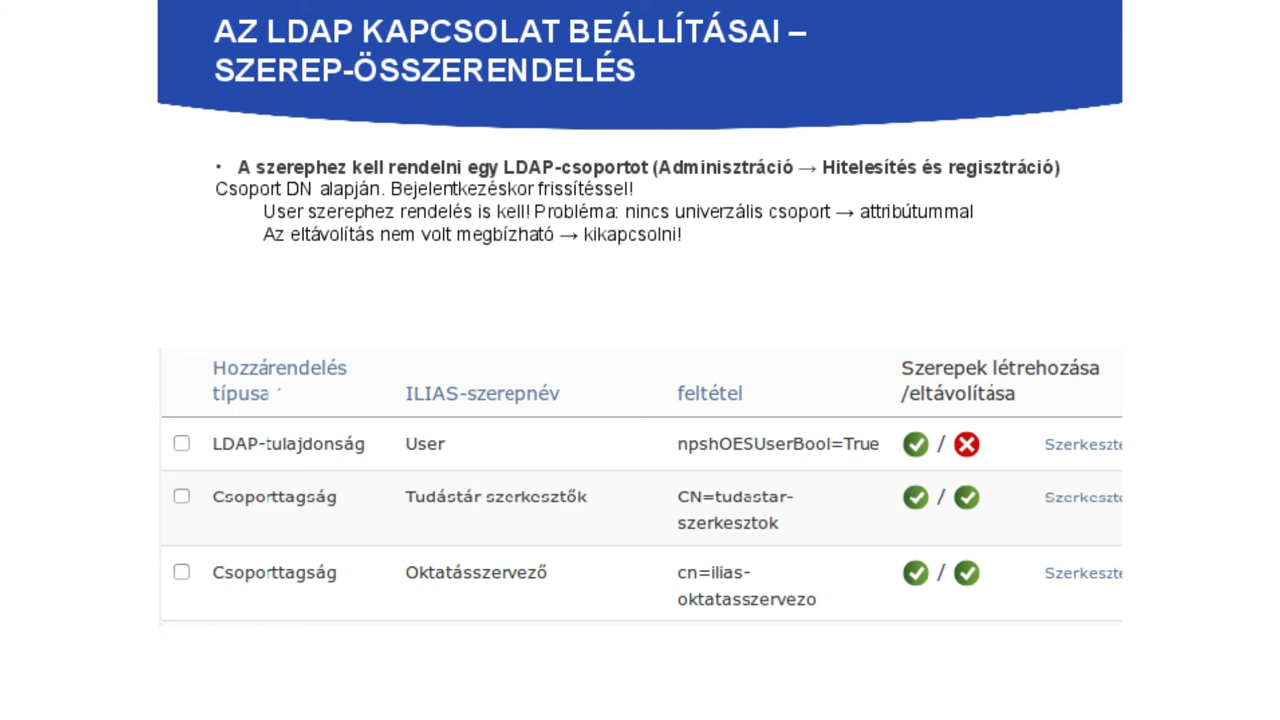 AZ LDAP KAPCSOLAT BEÁLLÍTÁSAI –
SZEREP-ÖSSZERENDELÉS
• A szerephez kell rendelni egy LDAP-csoportot (Adminisztráció → Hitelesítés és regisztráció)
Csoport DN alapján. Bejelentkezéskor frissítéssel!
User szerephez rendelés is kell! Probléma: nincs univerzális csoport → attribútummal
Az eltávolítás nem volt megbízható → kikapcsolni!
Hozzárendelés
típusa
ILIAS-szerepnév
feltétel
Szerepek létrehozása
/eltávolítása
LDAP-tulajdonság User npshOESUserBool=True / Szerkeszte
Csoporttagság Tudástár szerkesztők CN=tudastar-
szerkesztok
/ Szerkeszte
Csoporttagság Oktatásszervező cn=ilias-
oktatasszervezo
/ Szerkeszte